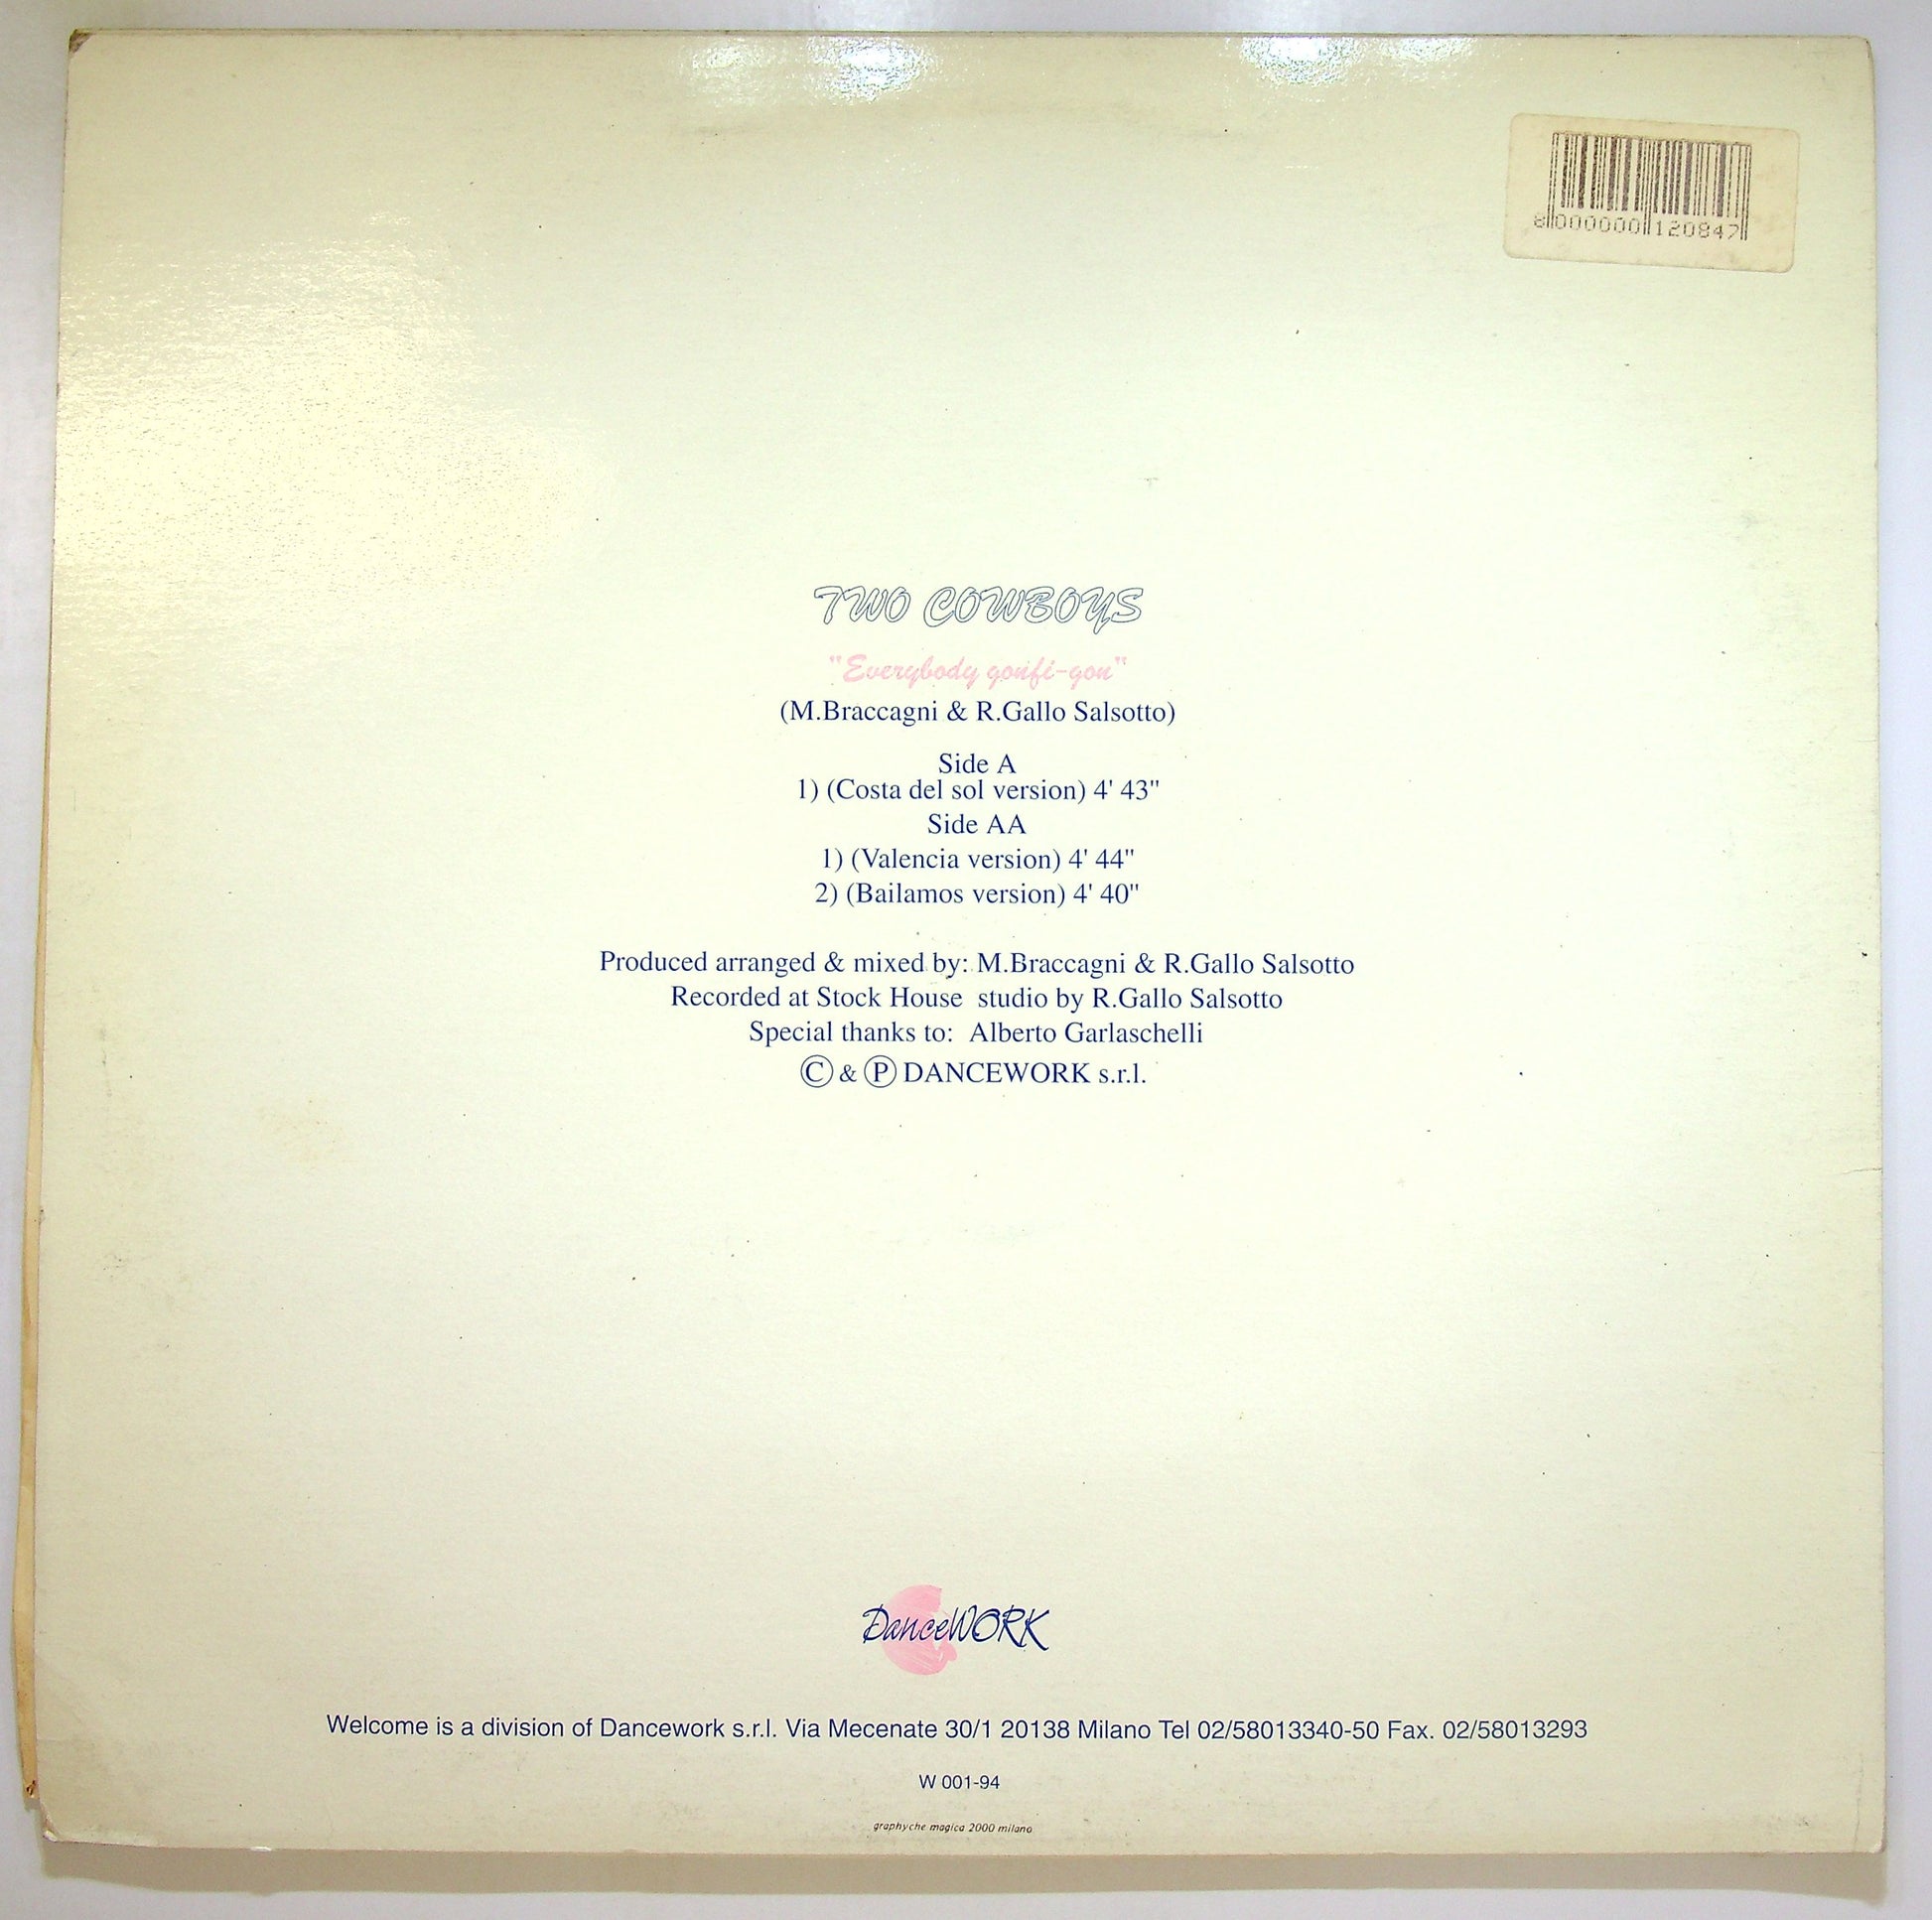 8 000000 120847
TWO COWBOYS
"Everybody gonfi-gon"
(M.Braccagni & R.Gallo Salsotto)
Side A
1) (Costa del sol version) 4' 43"
Side AA
1) (Valencia version) 4' 44"
2) (Bailamos version) 4' 40"
Produced arranged & mixed by: M.Braccagni & R.Gallo Salsotto
Recorded at Stock House studio by R.Gallo Salsotto
Special thanks to: Alberto Garlaschelli
Ⓒ & Ⓟ DANCEWORK s.r.l.
DanceWORK
Welcome is a division of Dancework s.r.l. Via Mecenate 30/1 20138 Milano Tel 02/58013340-50 Fax. 02/58013293
W 001-94
graphyche magica 2000 milano